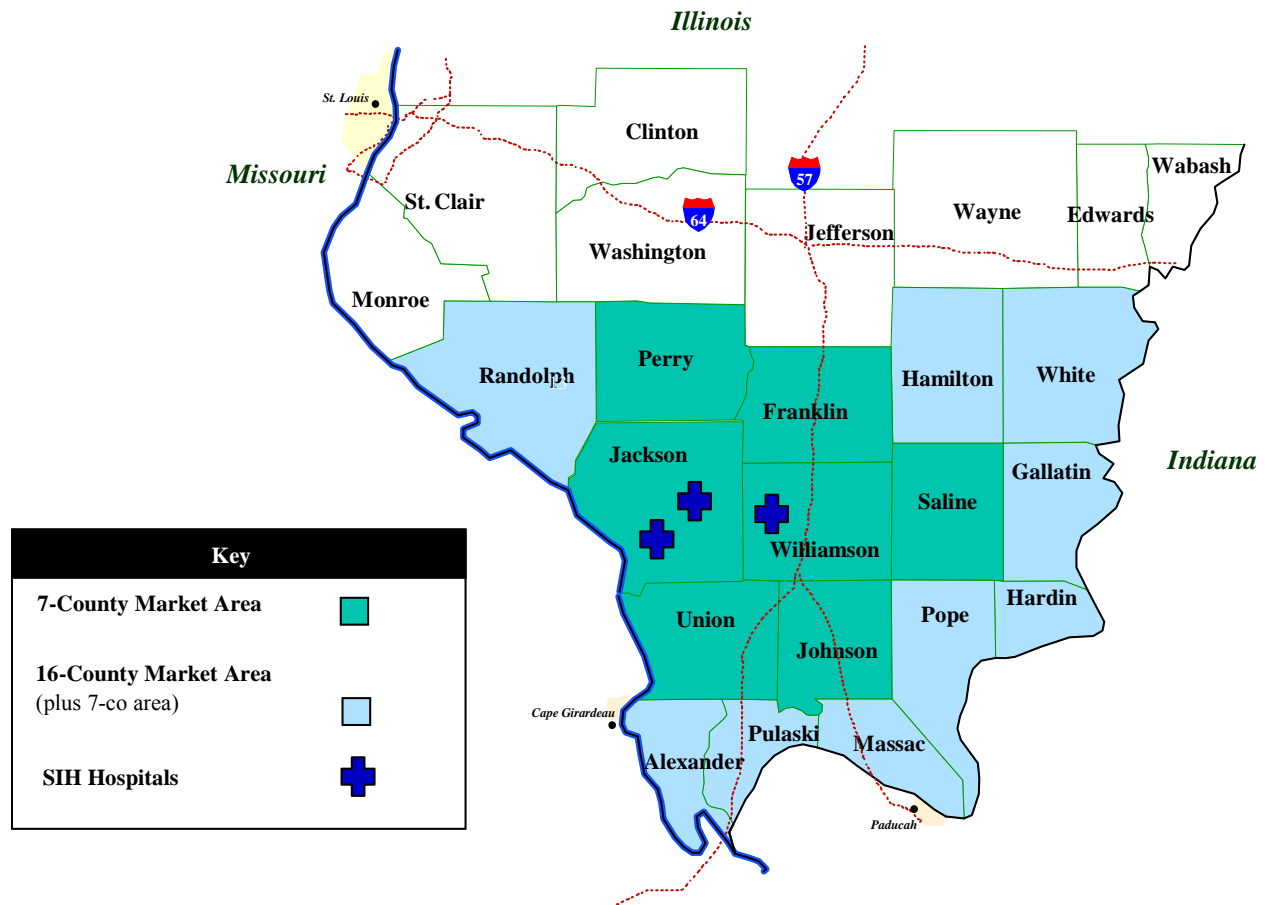 Illinois
St. Louis
Clinton
Missouri
57
Wabash
St. Clair
64
Wayne
Edwards
Jefferson
Washington
Monroe
Perry
Randolph
Hamilton
White
Franklin
Jackson
Indiana
Gallatin
Saline
Williamson
Key
7-County Market Area
Hardin
Pope
Union
Johnson
16-County Market Area
(plus 7-co area)
Cape Girardeau
Pulaski
Massac
Alexander
SIH Hospitals
Paducah